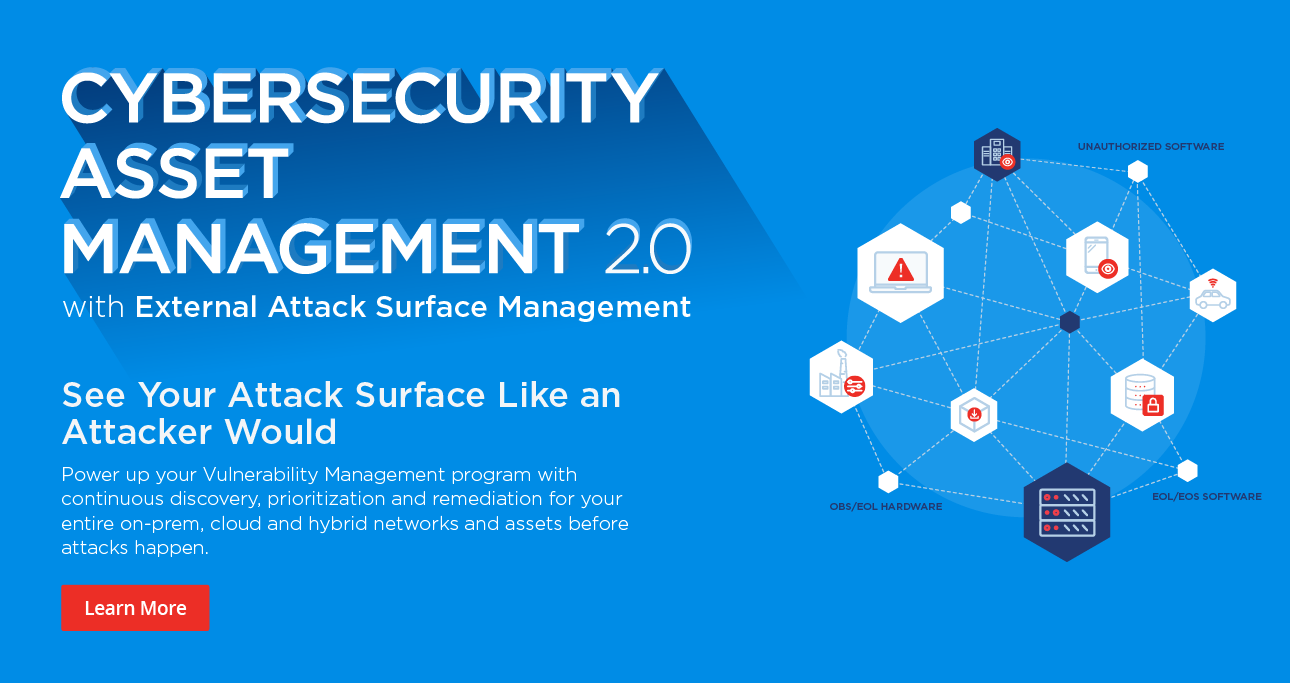 CYBERSECURITY
ASSET
MANAGEMENT 2.0
with External Attack Surface Management
See Your Attack Surface Like an
Attacker Would
Power up your Vulnerability Management program with
continuous discovery, prioritization and remediation for your
entire on-prem, cloud and hybrid networks and assets before
attacks happen.
Learn More
UNAUTHORIZED SOFTWARE
OBS/EOL HARDWARE
EOL/EOS SOFTWARE